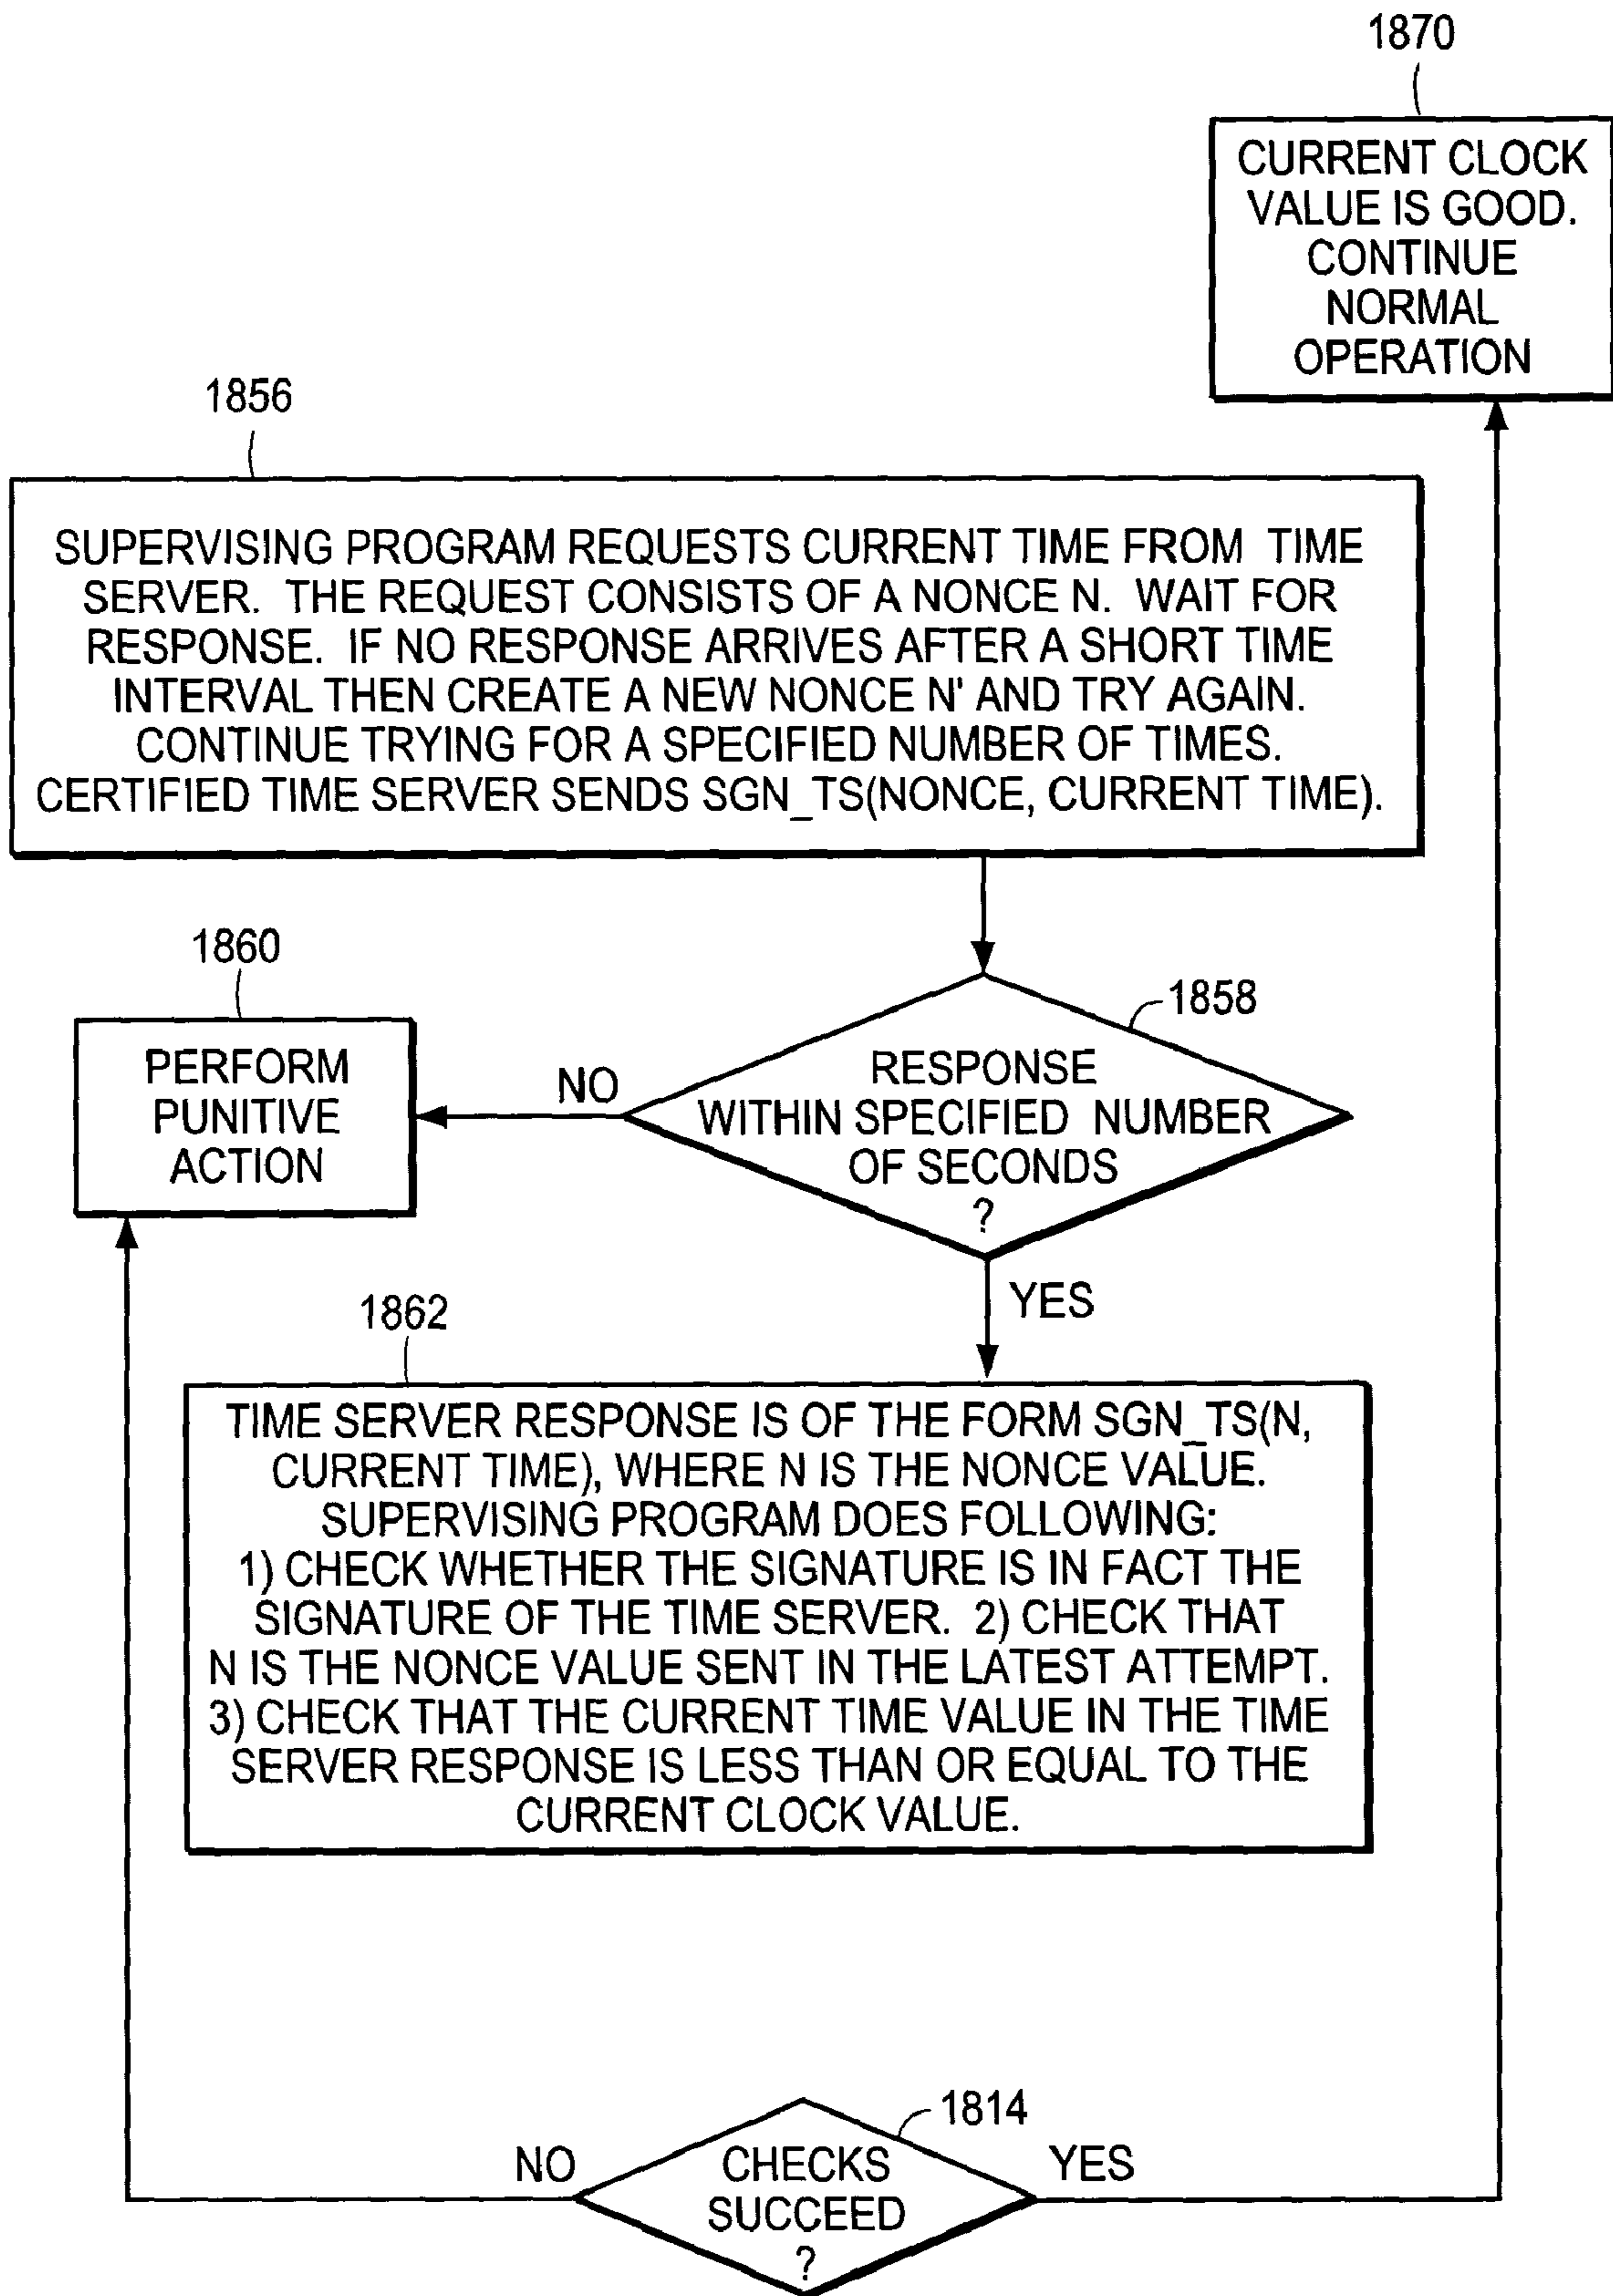 1870
CURRENT CLOCK
VALUE IS GOOD.
CONTINUE
NORMAL
OPERATION
1856
SUPERVISING PROGRAM REQUESTS CURRENT TIME FROM TIME
SERVER. THE REQUEST CONSISTS OF A NONCE N. WAIT FOR
RESPONSE. IF NO RESPONSE ARRIVES AFTER A SHORT TIME
INTERVAL THEN CREATE A NEW NONCE N' AND TRY AGAIN.
CONTINUE TRYING FOR A SPECIFIED NUMBER OF TIMES.
CERTIFIED TIME SERVER SENDS SGN_TS(NONCE, CURRENT TIME).
1860
PERFORM
PUNITIVE
ACTION
NO
1858
RESPONSE
WITHIN SPECIFIED NUMBER
OF SECONDS
?
YES
1862
TIME SERVER RESPONSE IS OF THE FORM SGN_TS(N,
CURRENT TIME), WHERE N IS THE NONCE VALUE.
SUPERVISING PROGRAM DOES FOLLOWING:
1) CHECK WHETHER THE SIGNATURE IS IN FACT THE
SIGNATURE OF THE TIME SERVER. 2) CHECK THAT
N IS THE NONCE VALUE SENT IN THE LATEST ATTEMPT.
3) CHECK THAT THE CURRENT TIME VALUE IN THE TIME
SERVER RESPONSE IS LESS THAN OR EQUAL TO THE
CURRENT CLOCK VALUE.
1814
NO
CHECKS
SUCCEED
?
YES